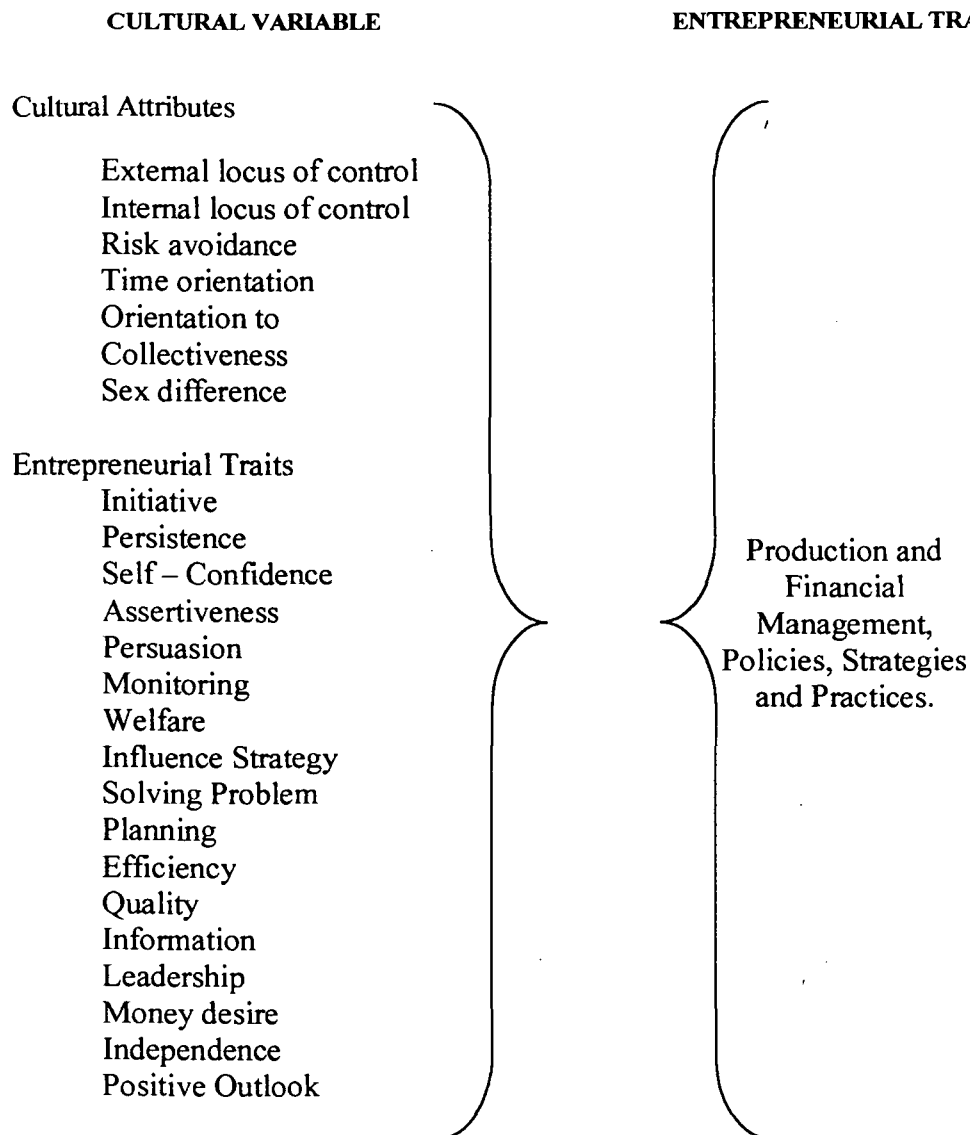 CULTURAL VARIABLE
ENTREPRENEURIAL
Cultural Attributes
External locus of control
Internal locus of control
Risk avoidance
Time orientation
Orientation to
Collectiveness
Sex difference
Entrepreneurial Traits
Initiative
Persistence
Self – Confidence
Assertiveness
Persuasion
Monitoring
Welfare
Influence Strategy
Solving Problem
Planning
Efficiency
Quality
Information
Leadership
Money desire
Independence
Positive Outlook
Production and
Financial
Management,
Policies, Strategies
and Practices.